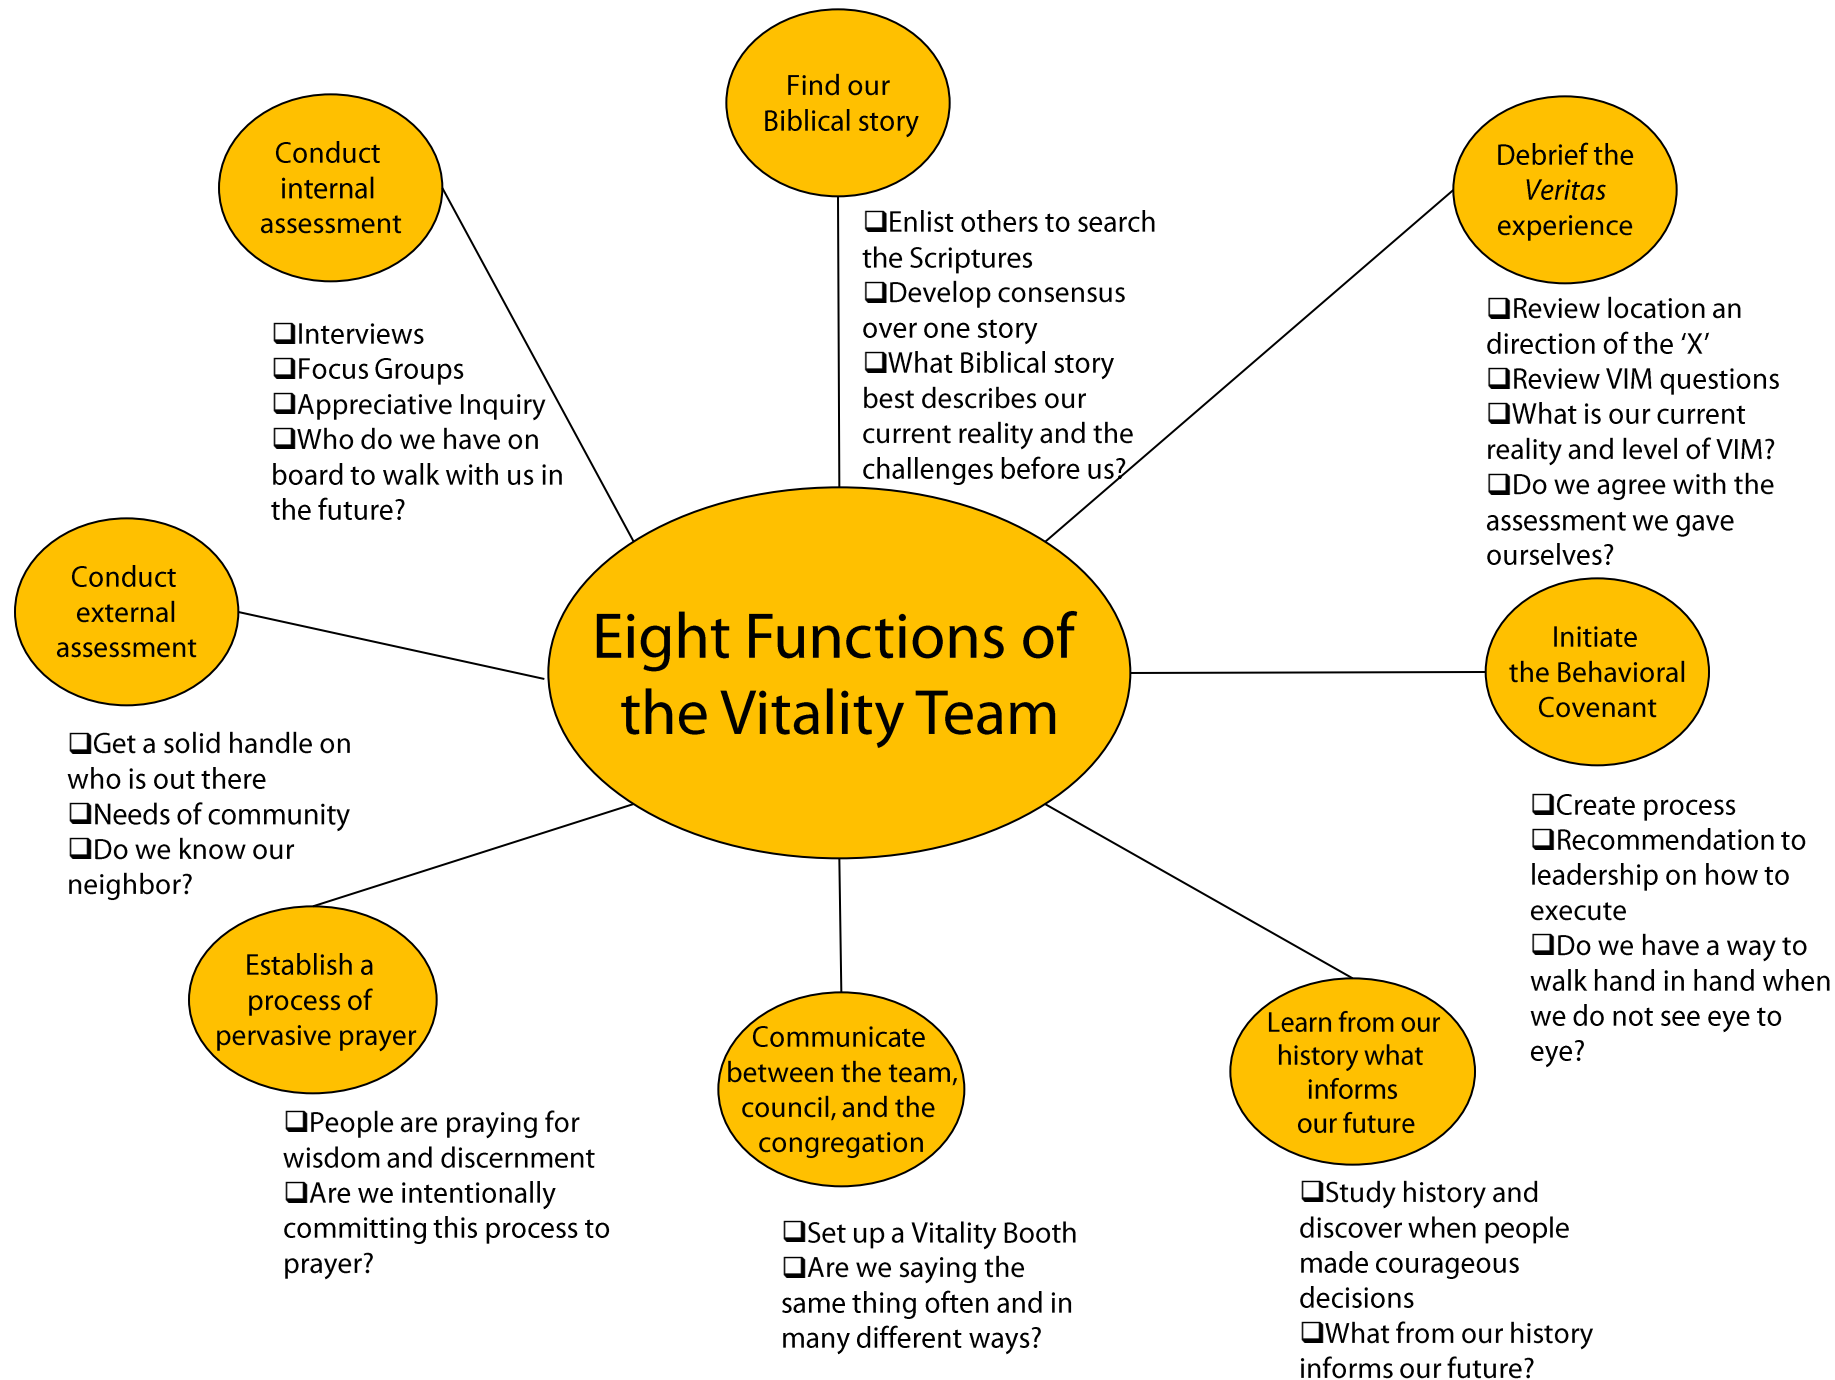 Find our
Biblical story
❑Enlist others to search
the Scriptures
❑Develop consensus
over one story
❑What Biblical story
best describes our
current reality and the
challenges before us?
Debrief the
Veritas
experience
❑Review location an
direction of the ‘X’
❑Review VIM questions
❑What is our current
reality and level of VIM?
❑Do we agree with the
assessment we gave
ourselves?
Initiate
the Behavioral
Covenant
❑Create process
❑Recommendation to
leadership on how to
execute
❑Do we have a way to
walk hand in hand when
we do not see eye to
eye?
Learn from our
history what
informs
our future
❑Study history and
discover when people
made courageous
decisions
❑What from our history
informs our future?
Communicate
between the team,
council, and the
congregation
❑Set up a Vitality Booth
❑Are we saying the
same thing often and in
many different ways?
Establish a
process of
pervasive prayer
❑People are praying for
wisdom and discernment
❑Are we intentionally
committing this process to
prayer?
Conduct
external
assessment
❑Get a solid handle on
who is out there
❑Needs of community
❑Do we know our
neighbor?
Conduct
internal
assessment
❑Interviews
❑Focus Groups
❑Appreciative Inquiry
❑Who do we have on
board to walk with us in
the future?
Eight Functions of
the Vitality Team